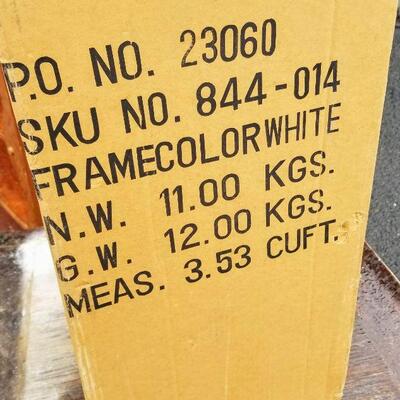 P.O. NO. 23060
SKU NO. 844-014
FRAMECOLORWHITE
N.W. 11.00 KGS.
G.W. 12.00 KGS.
MEAS. 3.53 CUFT.